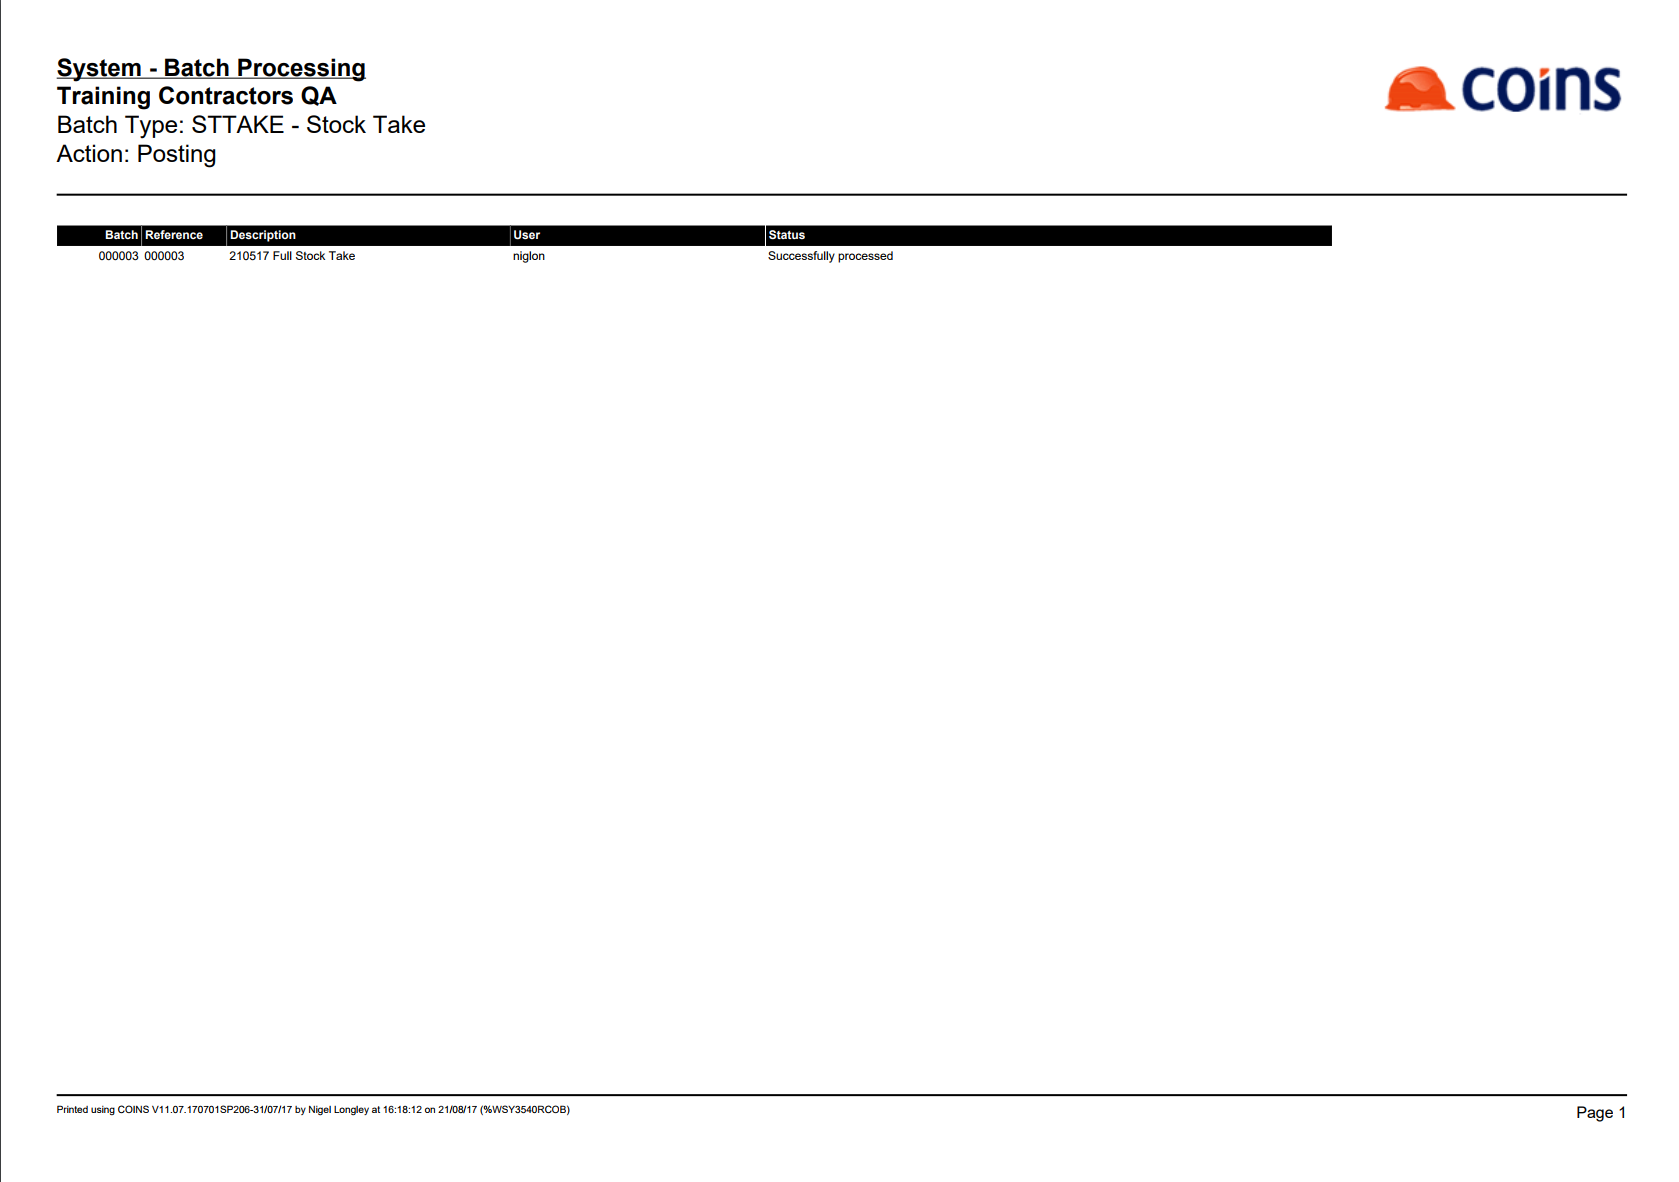 System - Batch Processing
Training Contractors QA
Batch Type: STTAKE - Stock Take
Action: Posting
coins
Batch Reference Description User Status
000003 000003 210517 Full Stock Take niglon Successfully processed
Printed using COINS V11.07.170701SP206-31/07/17 by Nigel Longley at 16:18:12 on 21/08/17 (%WSY3540RCOB)
Page 1